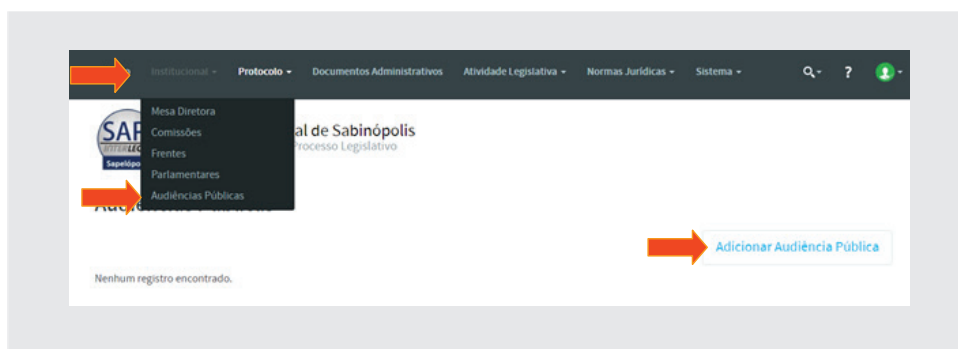 Institucional Protocolo Documentos Administrativos Atividade Legislativa Normas Jurídicas Sistema ?
Mesa Diretora
Comissões
Frentes
Parlamentares
Audiências Públicas
al de Sabinópolis
Processo Legislativo
SAP
Adicionar Audiência Pública
Nenhum registro encontrado.